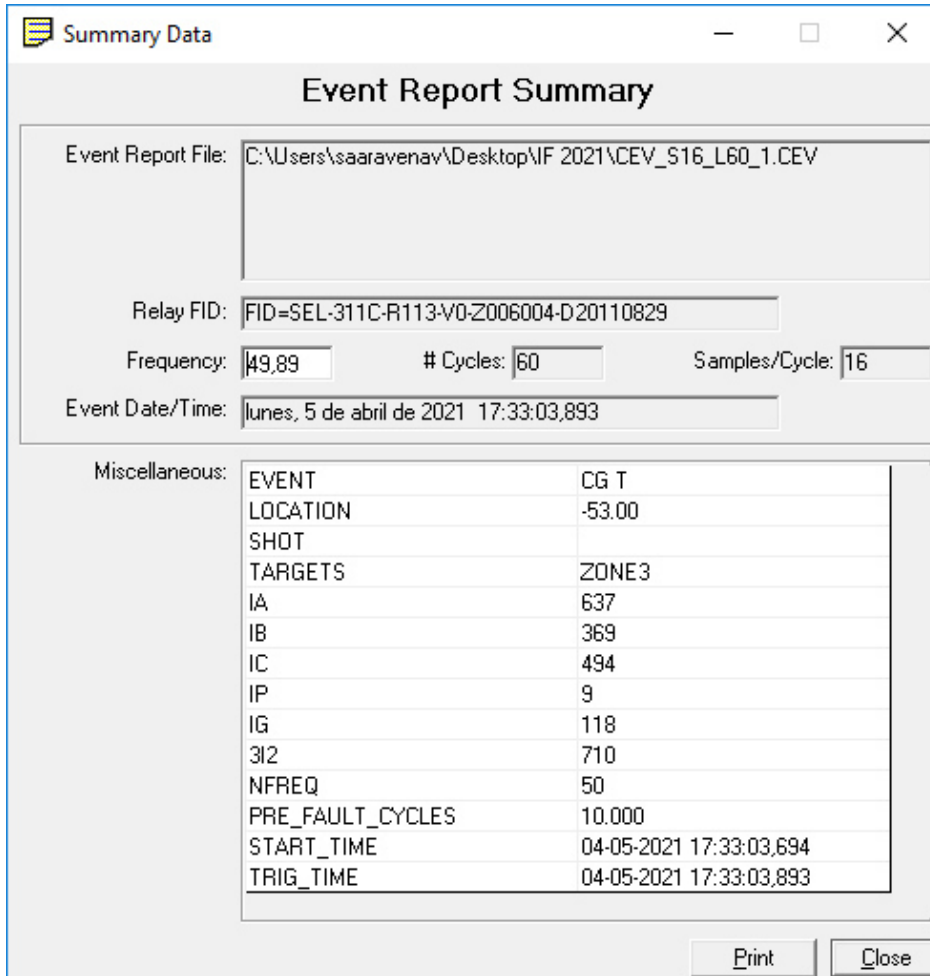 Summary Data
Event Report Summary
Event Report File: C:\Users\saaravenav\Desktop\IF 2021\CEV_S16_L60_1.CEV
Relay FID: FID=SEL-311C-R113-V0-Z006004-D20110829
Frequency: 49,89 # Cycles: 60 Samples/Cycle: 16
Event Date/Time: lunes, 5 de abril de 2021 17:33:03,893
Miscellaneous:
EVENT CG T
LOCATION -53.00
SHOT
TARGETS ZONE3
IA 637
IB 369
IC 494
IP 9
IG 118
3I2 710
NFREQ 50
PRE_FAULT_CYCLES 10.000
START_TIME 04-05-2021 17:33:03,694
TRIG_TIME 04-05-2021 17:33:03,893
Print Close